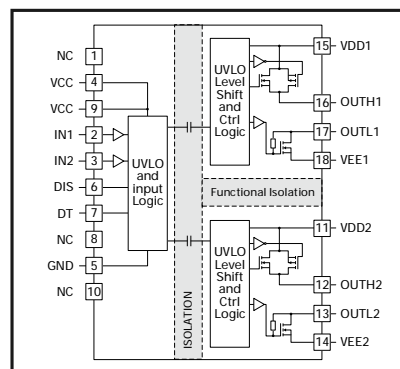 NC 1
VCC 4
VCC 9
IN1 2
IN2 3
DIS 6
DT 7
NC 8
GND 5
NC 10
UVLO
and
input
Logic
ISOLATION
UVLO
Level
Shift
and
Ctrl
Logic
15 VDD1
16 OUTH1
17 OUTL1
18 VEE1
Functional Isolation
UVLO
Level
Shift
and
Ctrl
Logic
11 VDD2
12 OUTH2
13 OUTL2
14 VEE2